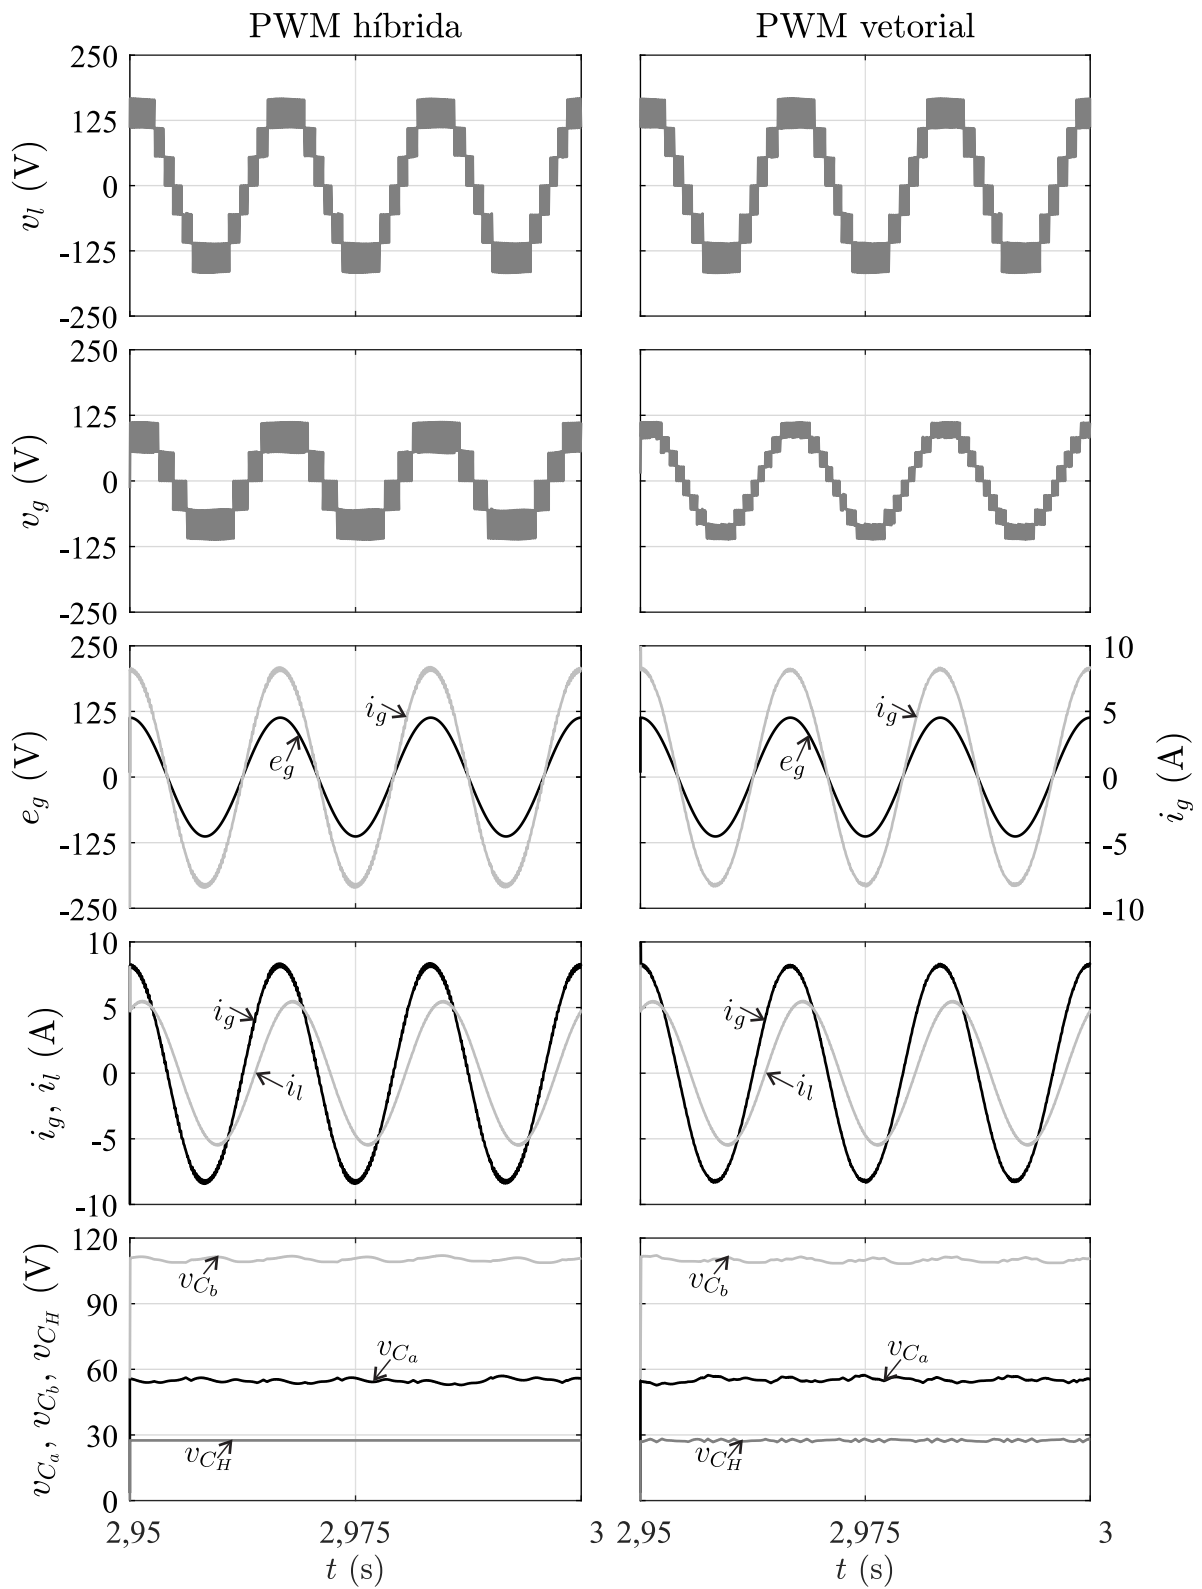 PWM híbrida PWM vetorial
250
125
0
-125
-250
v_l (V)
250
125
0
-125
-250
v_g (V)
250
125
0
-125
-250
e_g (V)
i_g
e_g
i_g
e_g
10
5
0
-5
-10
i_g (A)
10
5
0
-5
-10
i_g, i_l (A)
i_g
i_l
i_g
i_l
120
90
60
30
0
v_{C_a}, v_{C_b}, v_{C_H} (V)
v_{C_b}
v_{C_a}
v_{C_H}
v_{C_b}
v_{C_a}
v_{C_H}
2,95 2,975 3 2,95 2,975 3
t (s) t (s)